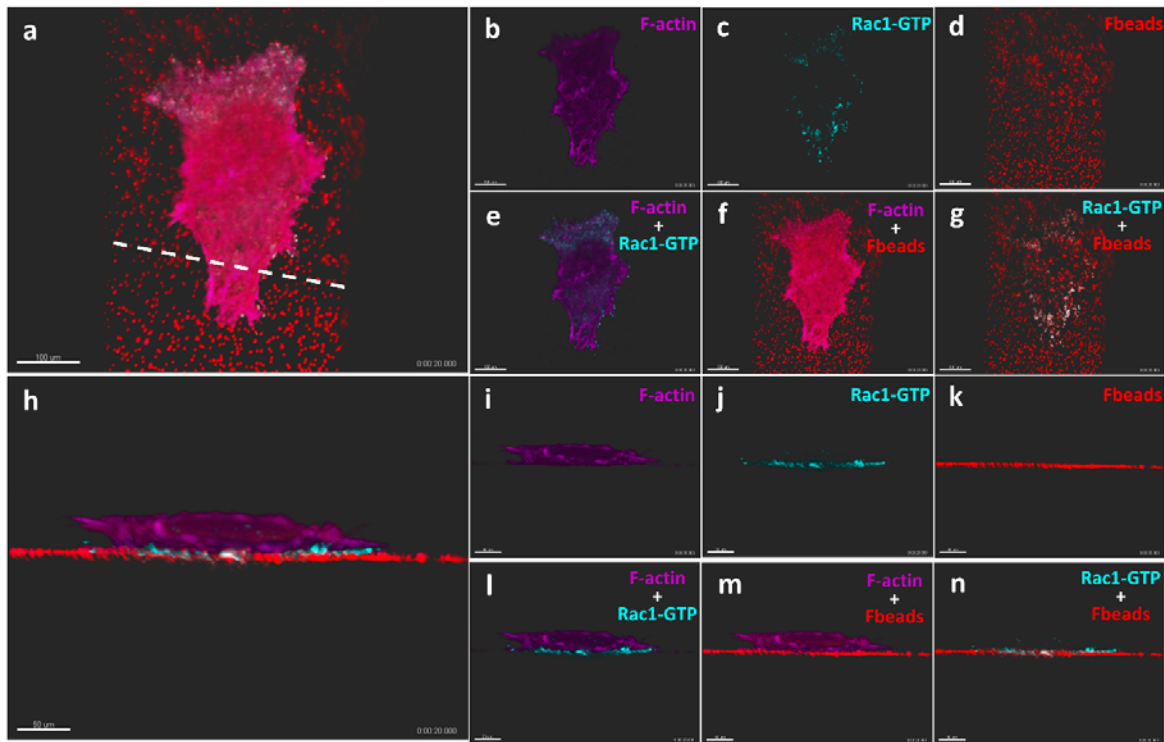 a
100 µm
0:00:20.000
b
F-actin
c
Rac1-GTP
d
Fbeads
e
F-actin
+
Rac1-GTP
f
F-actin
+
Fbeads
g
Rac1-GTP
+
Fbeads
h
50 µm
0:00:20.000
i
F-actin
j
Rac1-GTP
k
Fbeads
l
F-actin
+
Rac1-GTP
m
F-actin
+
Fbeads
n
Rac1-GTP
+
Fbeads